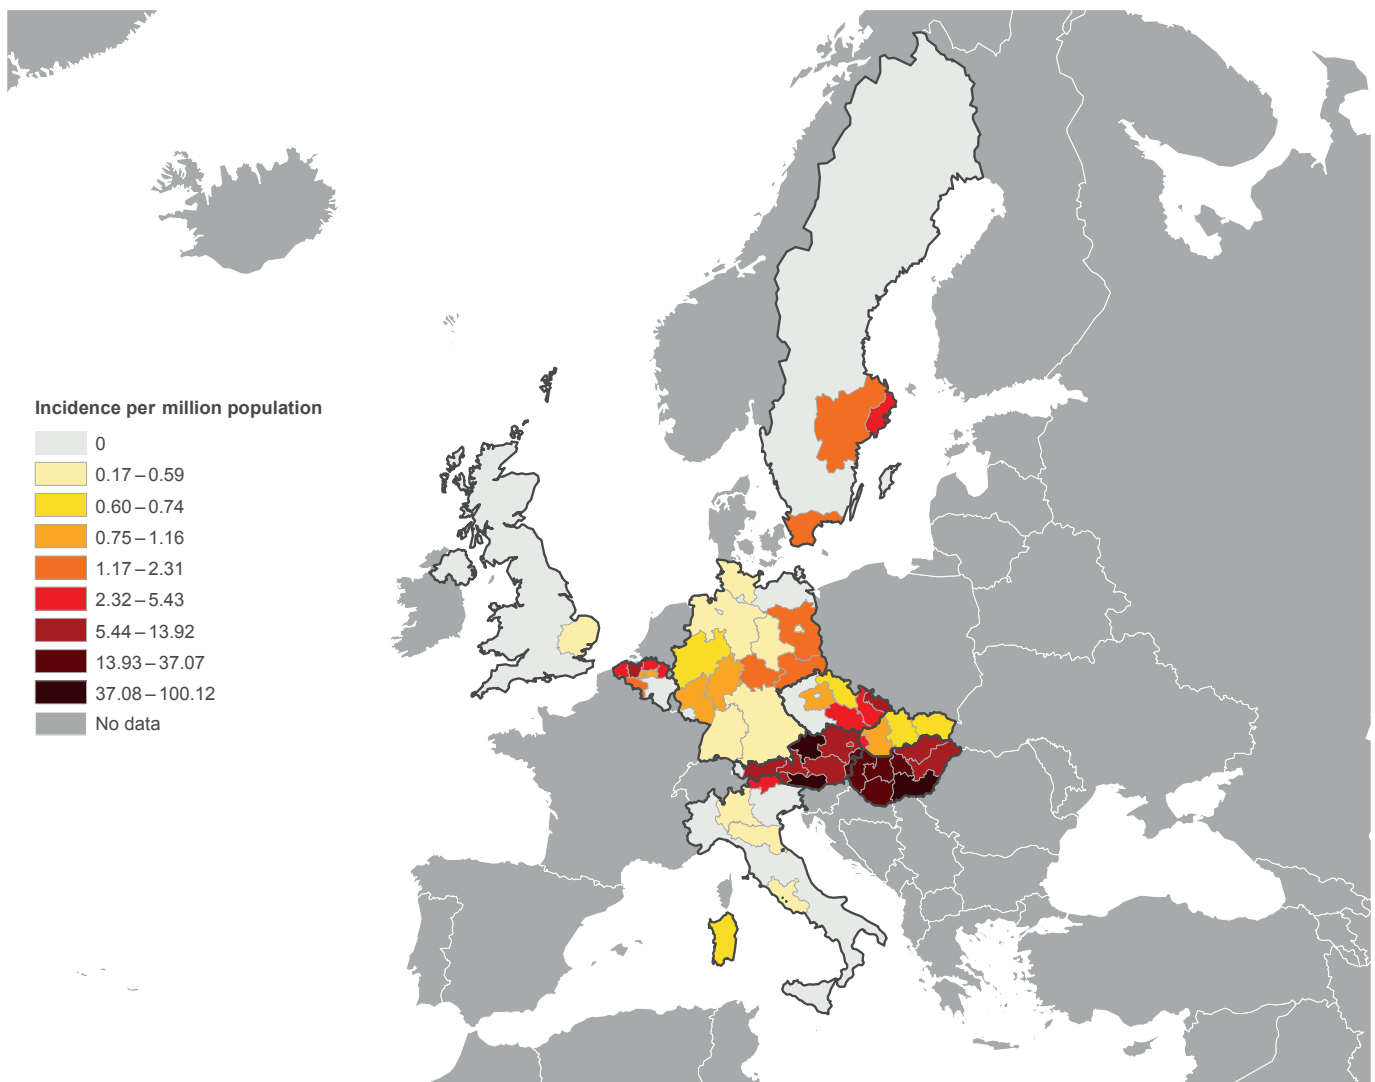 Incidence per million population
0
0.17 – 0.59
0.60 – 0.74
0.75 – 1.16
1.17 – 2.31
2.32 – 5.43
5.44 – 13.92
13.93 – 37.07
37.08 – 100.12
No data